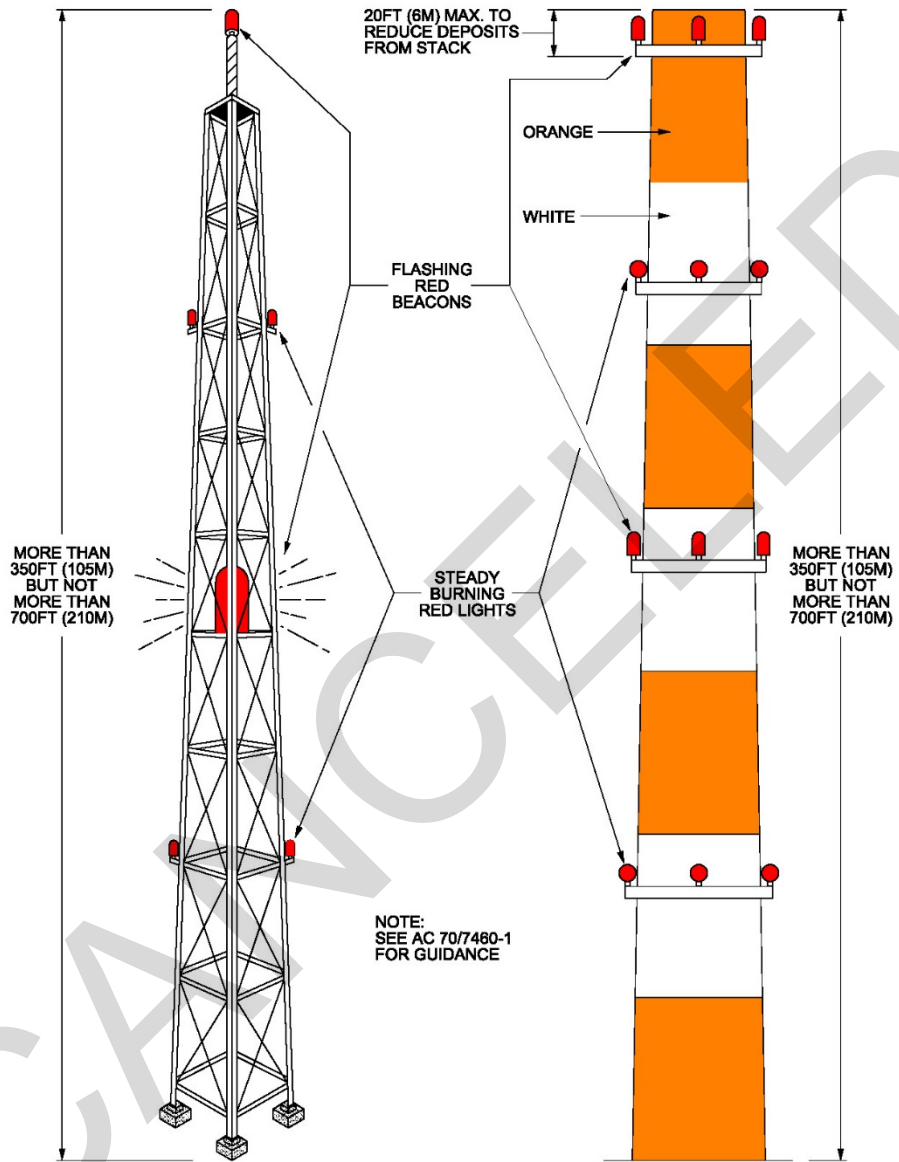 20FT (6M) MAX. TO
REDUCE DEPOSITS
FROM STACK
ORANGE
WHITE
FLASHING
RED
BEACONS
MORE THAN
350FT (105M)
BUT NOT
MORE THAN
700FT (210M)
STEADY
BURNING
RED LIGHTS
MORE THAN
350FT (105M)
BUT NOT
MORE THAN
700FT (210M)
NOTE:
SEE AC 70/7460-1
FOR GUIDANCE
CANCELED